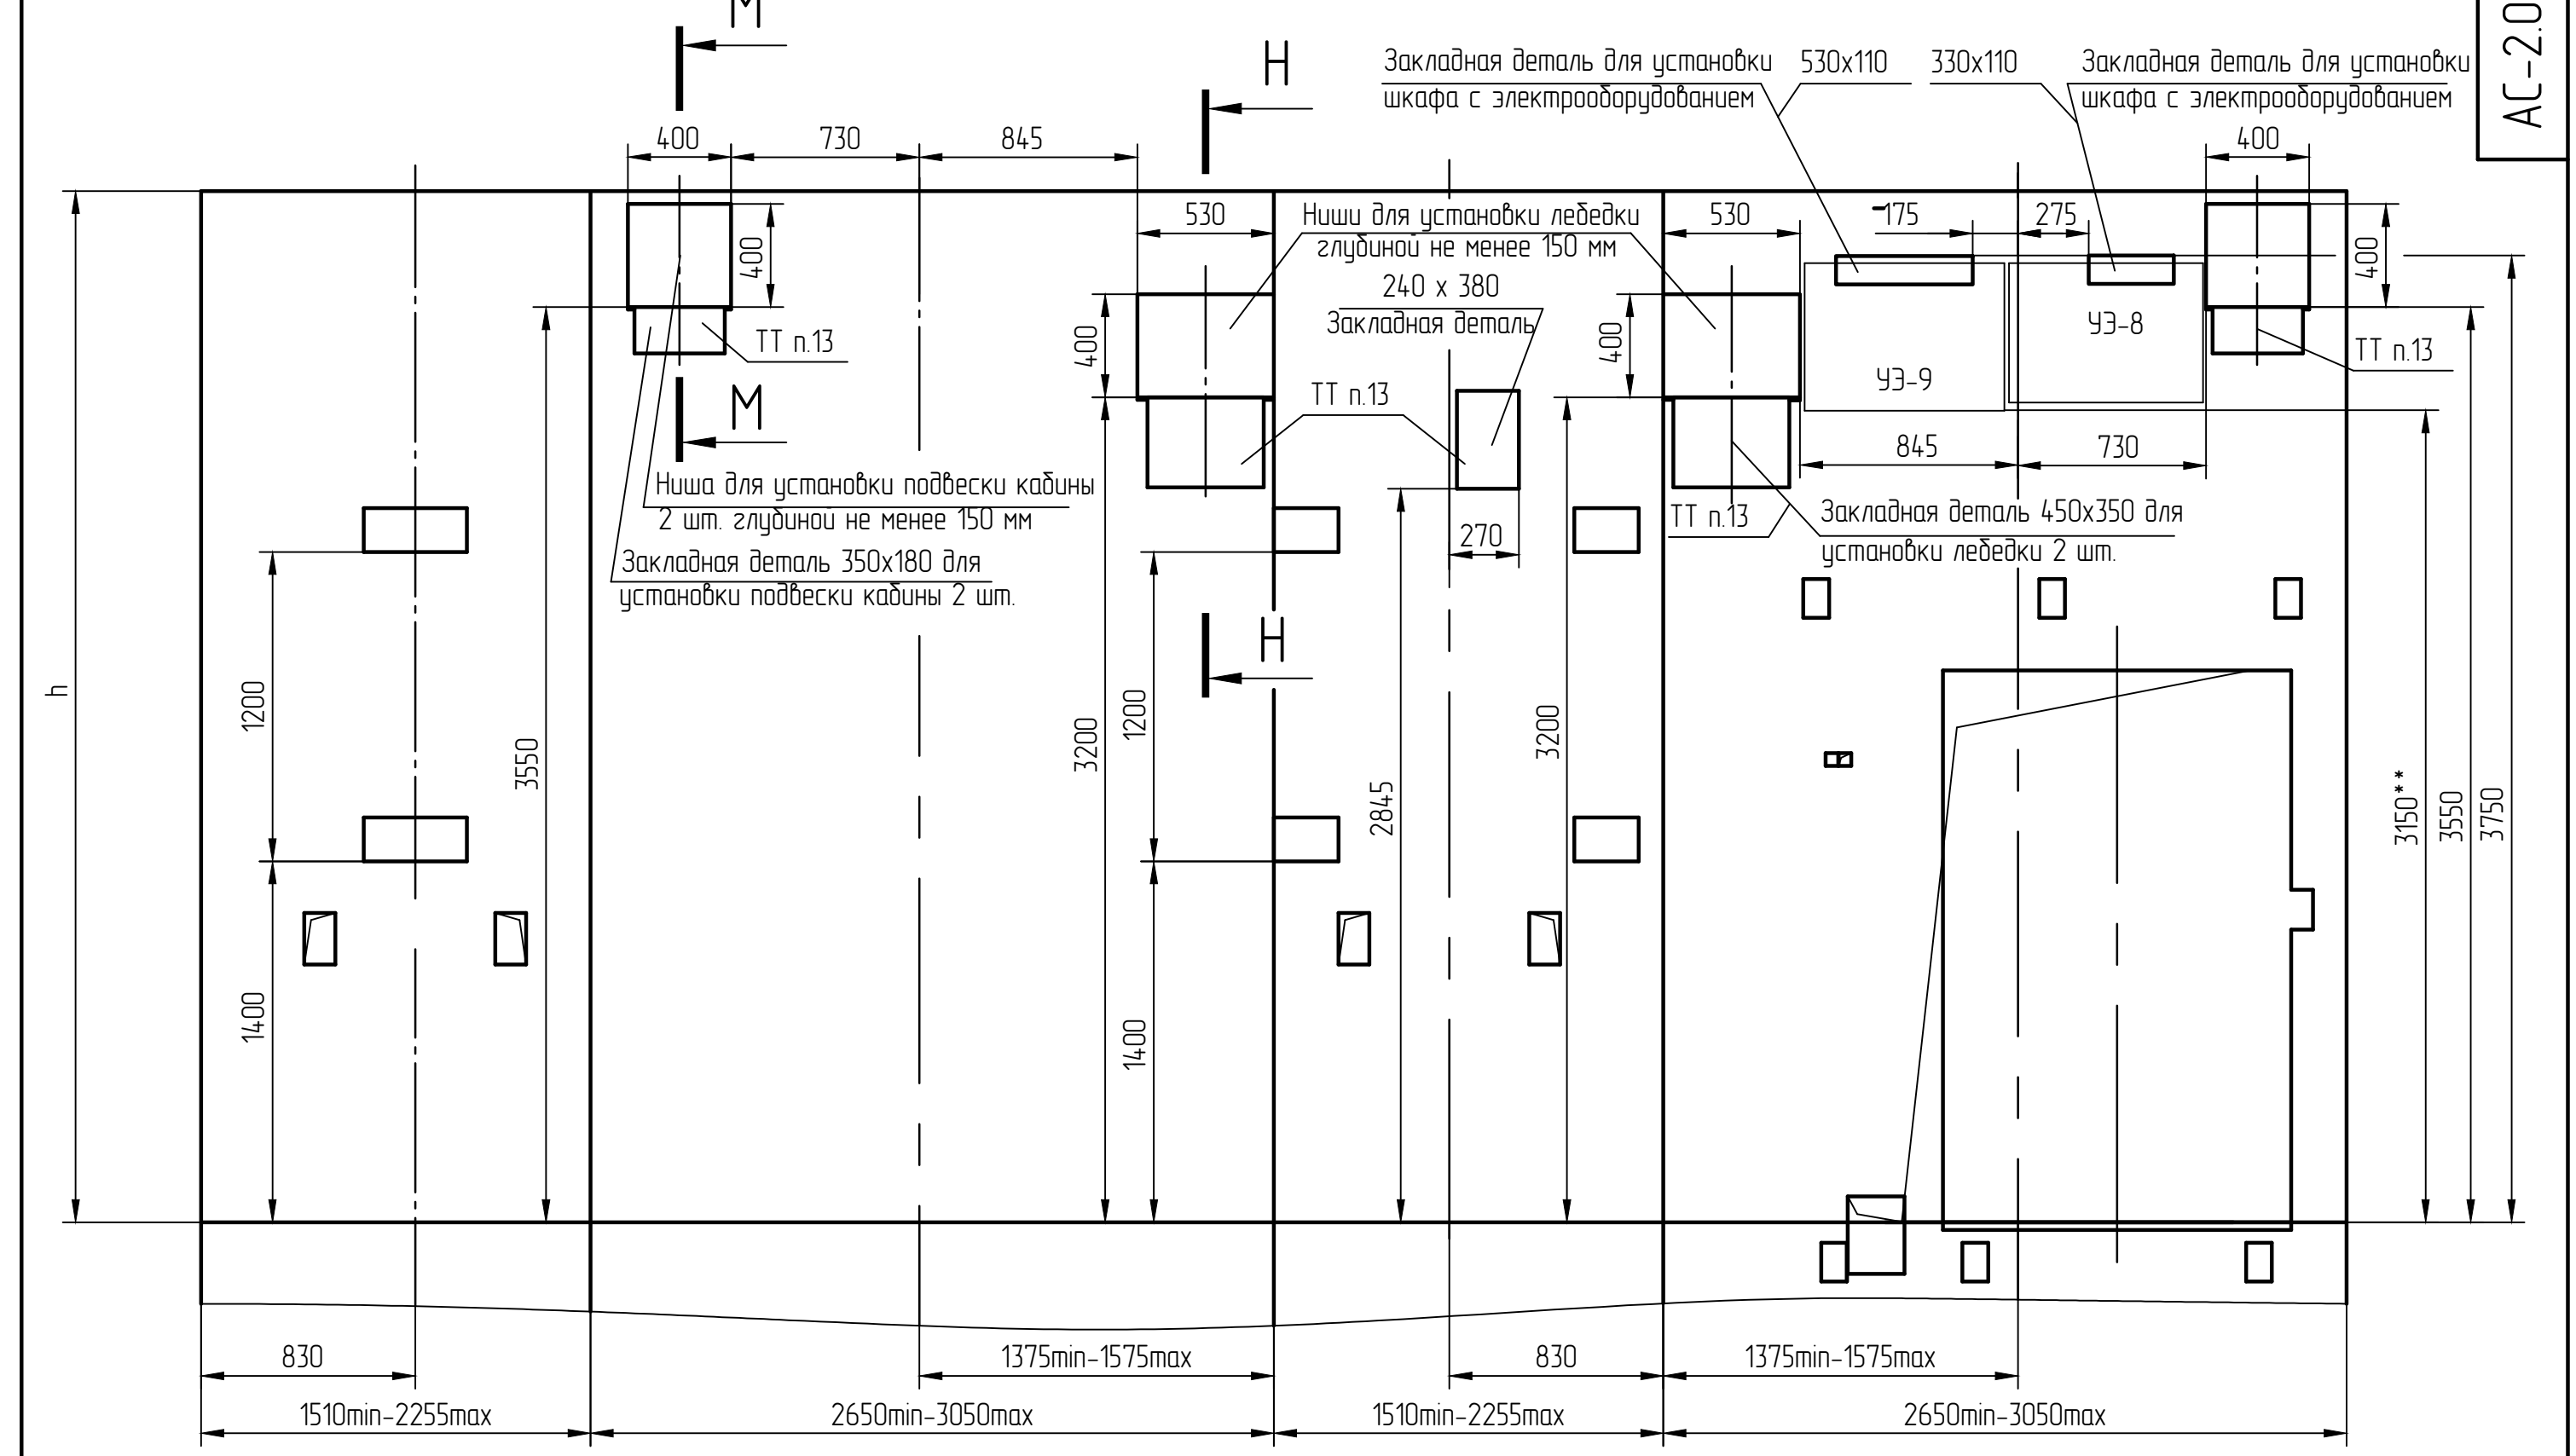 М
Н
Закладная деталь для установки
шкафа с электрооборудованием
530х110
330х110
Закладная деталь для установки
шкафа с электрооборудованием
АС-2.0
400
730
845
400
530
Ниши для установки лебедки
глубиной не менее 150 мм
530
175
275
400
400
240 х 380
Закладная деталь
400
400
УЭ-8
УЭ-9
400
ТТ п.13
ТТ п.13
ТТ п.13
М
845
730
Ниша для установки подвески кабины
2 шт. глубиной не менее 150 мм
Закладная деталь 350х180 для
установки подвески кабины 2 шт.
270
ТТ п.13
Закладная деталь 450х350 для
установки лебедки 2 шт.
Н
h
1200
3550
3200
1200
2845
3200
3150**
3550
3750
1400
1400
830
1375min-1575max
830
1375min-1575max
1510min-2255max
2650min-3050max
1510min-2255max
2650min-3050max